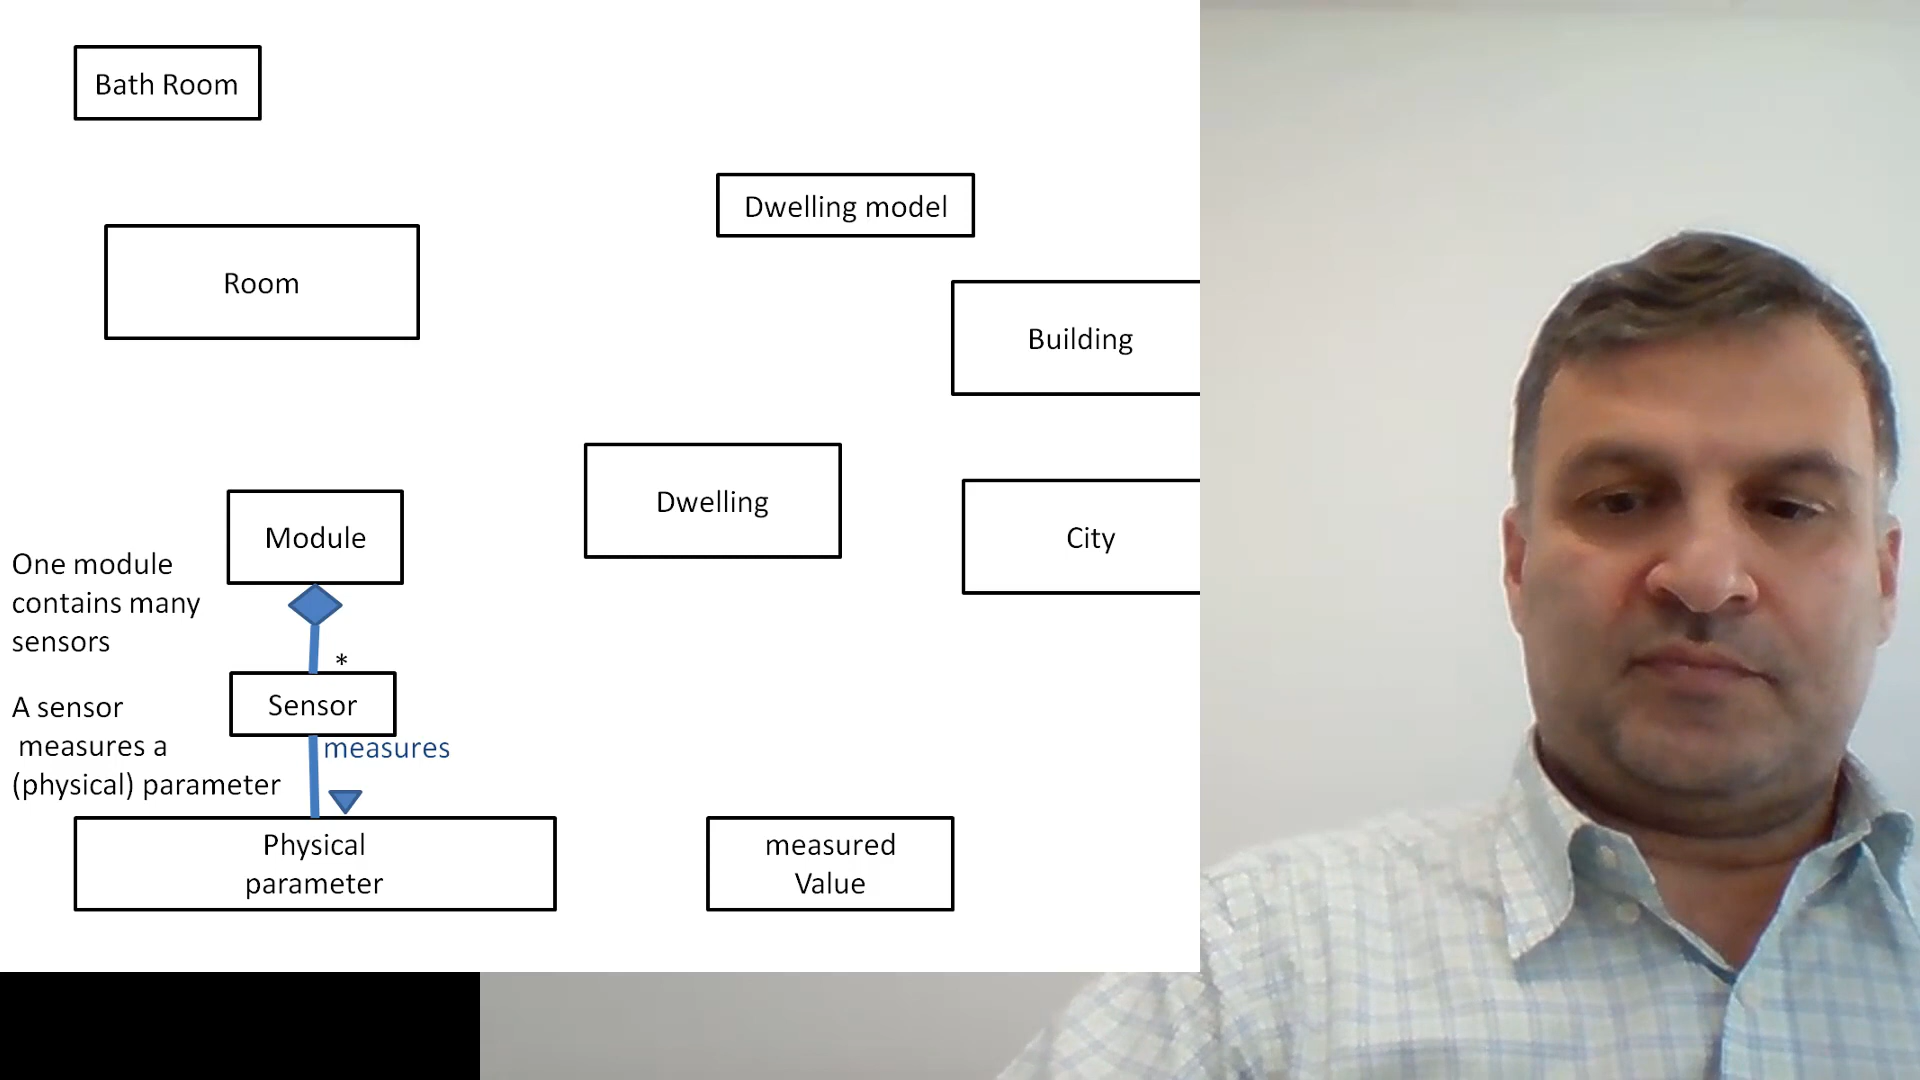 Bath Room
Dwelling model
Room
Building
Dwelling
Module
City
One module
contains many
sensors
*
Sensor
A sensor
measures a
(physical) parameter
measures
Physical
parameter
measured
Value